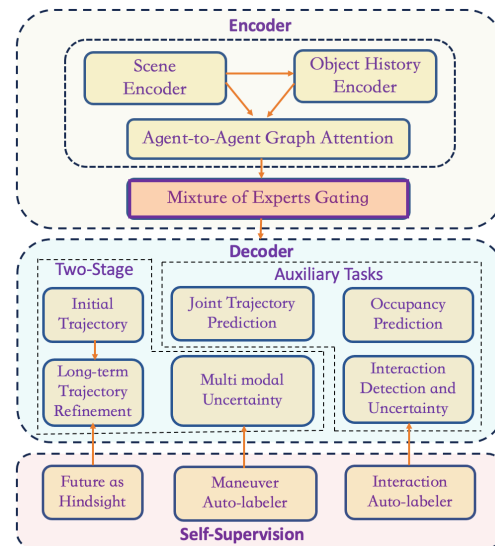 Encoder
Scene
Encoder
Object History
Encoder
Agent-to-Agent Graph Attention
Mixture of Experts Gating
Decoder
Two-Stage
Auxiliary Tasks
Initial
Trajectory
Joint Trajectory
Prediction
Occupancy
Prediction
Long-term
Trajectory
Refinement
Multi modal
Uncertainty
Interaction
Detection and
Uncertainty
Future as
Hindsight
Maneuver
Auto-labeler
Interaction
Auto-labeler
Self-Supervision